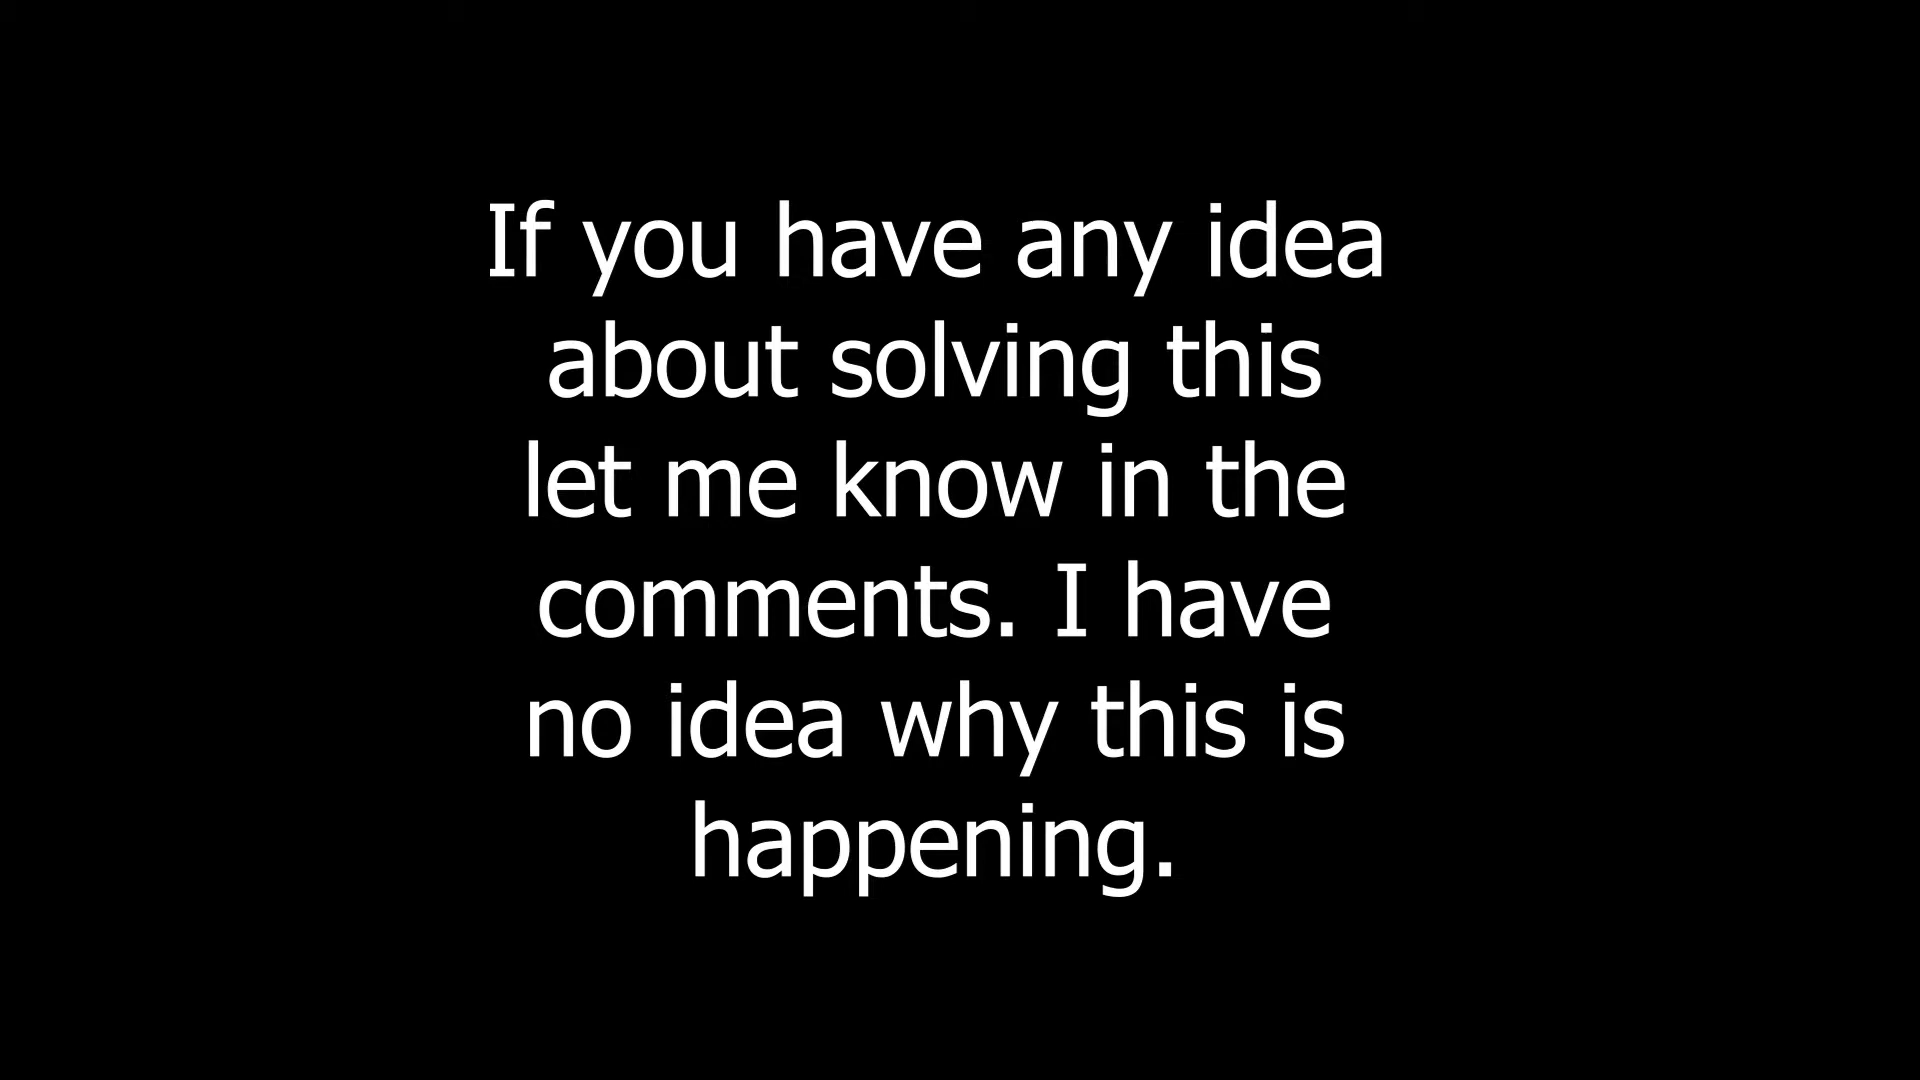 If you have any idea
about solving this
let me know in the
comments. I have
no idea why this is
happening.